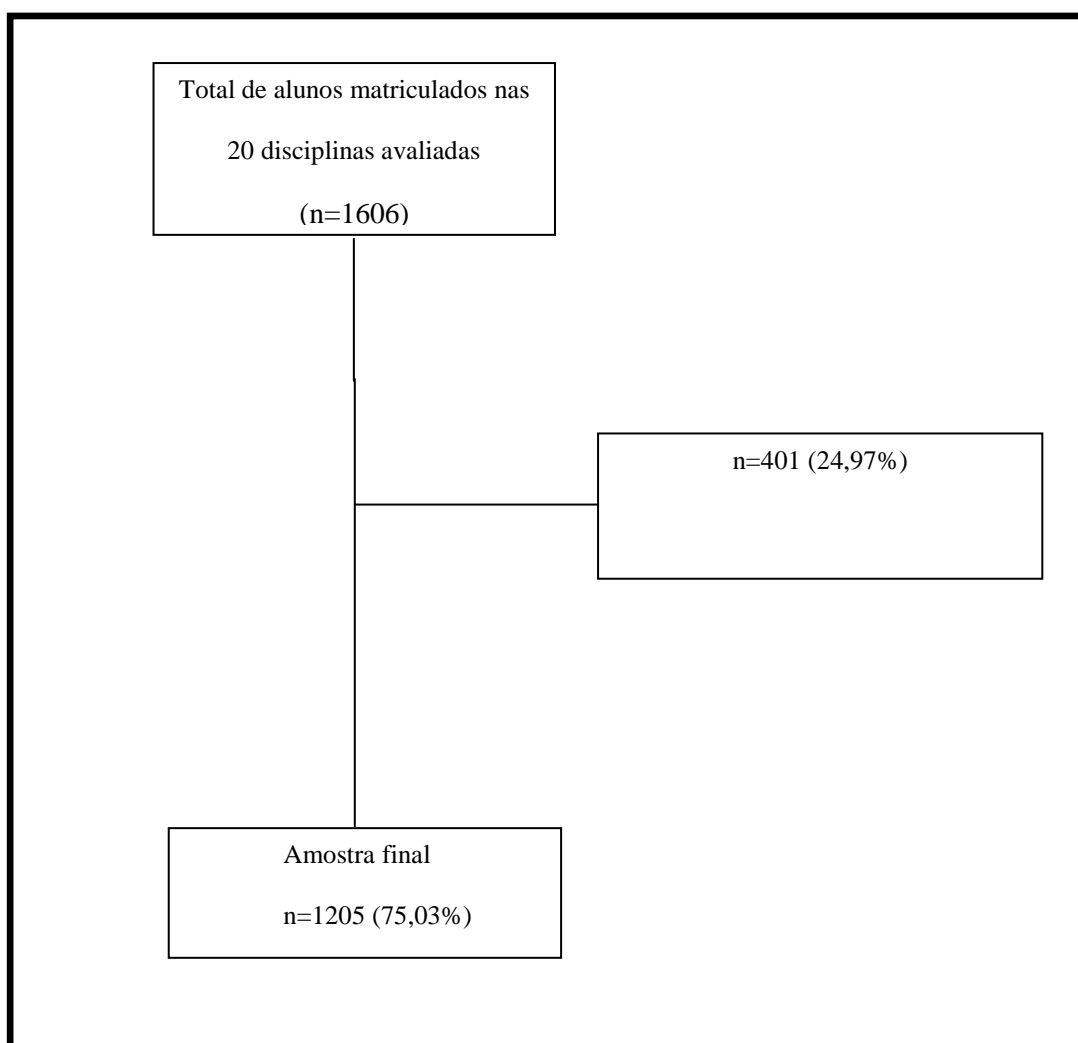 Total de alunos matriculados nas
20 disciplinas avaliadas
(n=1606)
n=401 (24,97%)
Amostra final
n=1205 (75,03%)